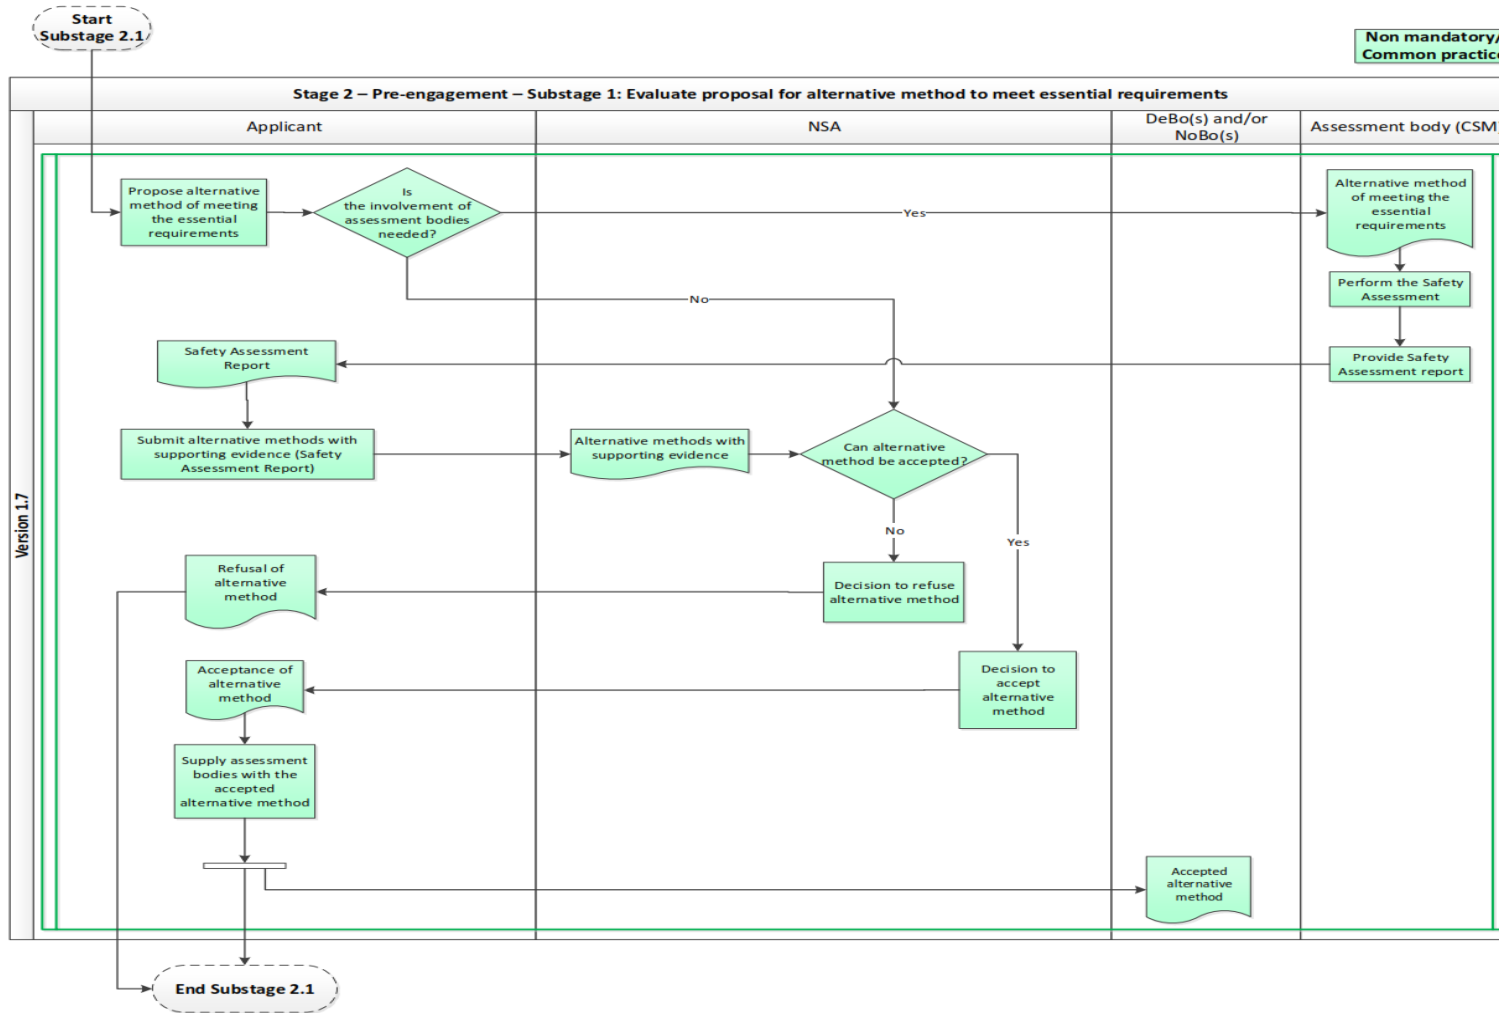 Start
Substage 2.1
Non mandatory/
Common practice
Stage 2 – Pre-engagement – Substage 1: Evaluate proposal for alternative method to meet essential requirements
Applicant
NSA
DeBo(s) and/or
NoBo(s)
Assessment body (CSM)
Version 1.7
Propose alternative
method of meeting
the essential
requirements
Is
the involvement of
assessment bodies
needed?
Yes
Alternative method
of meeting the
essential
requirements
No
Perform the Safety
Assessment
Safety Assessment
Report
Provide Safety
Assessment report
Submit alternative methods with
supporting evidence (Safety
Assessment Report)
Alternative methods with
supporting evidence
Can alternative
method be accepted?
No
Yes
Refusal of
alternative
method
Decision to refuse
alternative method
Acceptance of
alternative
method
Decision to
accept
alternative
method
Supply assessment
bodies with the
accepted
alternative method
Accepted
alternative
method
End Substage 2.1